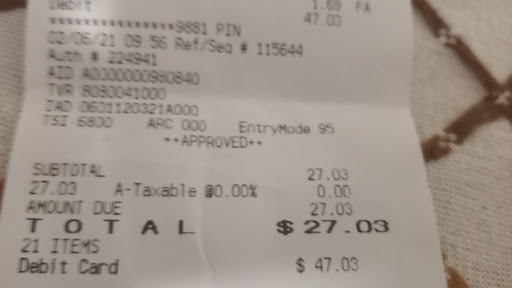 Debit 1.69 FA
47.03
***************9881 PIN
02/06/21 09:56 Ref/Seq # 115644
Auth # 224941
AID A0000000980840
TVR 8080041000
IAD 0601120321A000
TSI 6800 ARC 000 EntryMode 95
++APPROVED++
SUBTOTAL 27.03
27.03 A-Taxable @0.00% 0.00
AMOUNT DUE 27.03
TOTAL $27.03
21 ITEMS
Debit Card $ 47.03